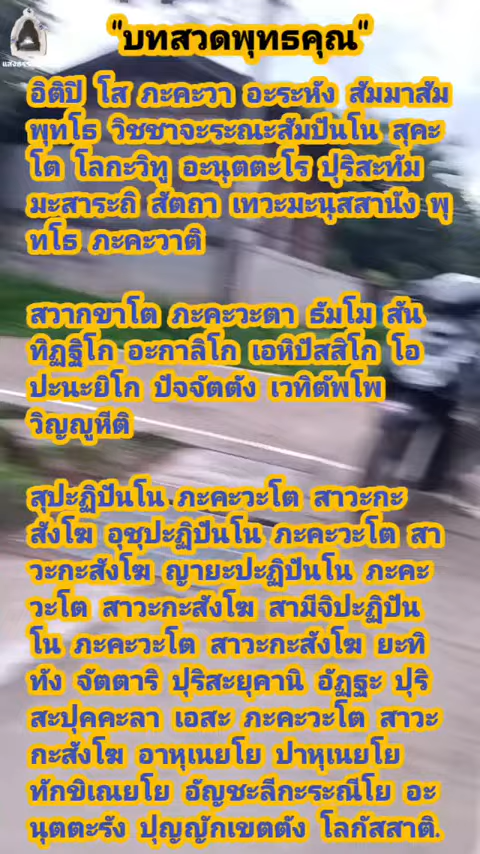 "บทสวดพุทธคุณ"
อิติปิ โส ภะคะวา อะระหัง สัมมาสัม
พุทโธ วิชชาจะระณะสัมปันโน สุคะ
โต โลกะวิทู อะนุตตะโร ปุริสะทัม
มะสาระถิ สัตถา เทวะมะนุสสานัง พุ
ทโธ ภะคะวาติ
สวากขาโต ภะคะวะตา ธัมโม สัน
ทิฏฐิโก อะกาลิโก เอหิปัสสิโก โอ
ปะนะยิโก ปัจจัตตัง เวทิตัพโพ
วิญญูหีติ
สุปะฏิปันโน ภะคะวะโต สาวะกะ
สังโฆ อุชุปะฏิปันโน ภะคะวะโต สา
วะกะสังโฆ ญายะปะฏิปันโน ภะคะ
วะโต สาวะกะสังโฆ สามีจิปะฏิปัน
โน ภะคะวะโต สาวะกะสังโฆ ยะทิ
ทัง จัตตาริ ปุริสะยุคานิ อัฏฐะ ปุริ
สะปุคคะลา เอสะ ภะคะวะโต สาวะ
กะสังโฆ อาหุเนยโย ปาหุเนยโย
ทักขิเณยโย อัญชะลีกะระณีโย อะ
นุตตะรัง ปุญญักเขตตัง โลกัสสาติ.